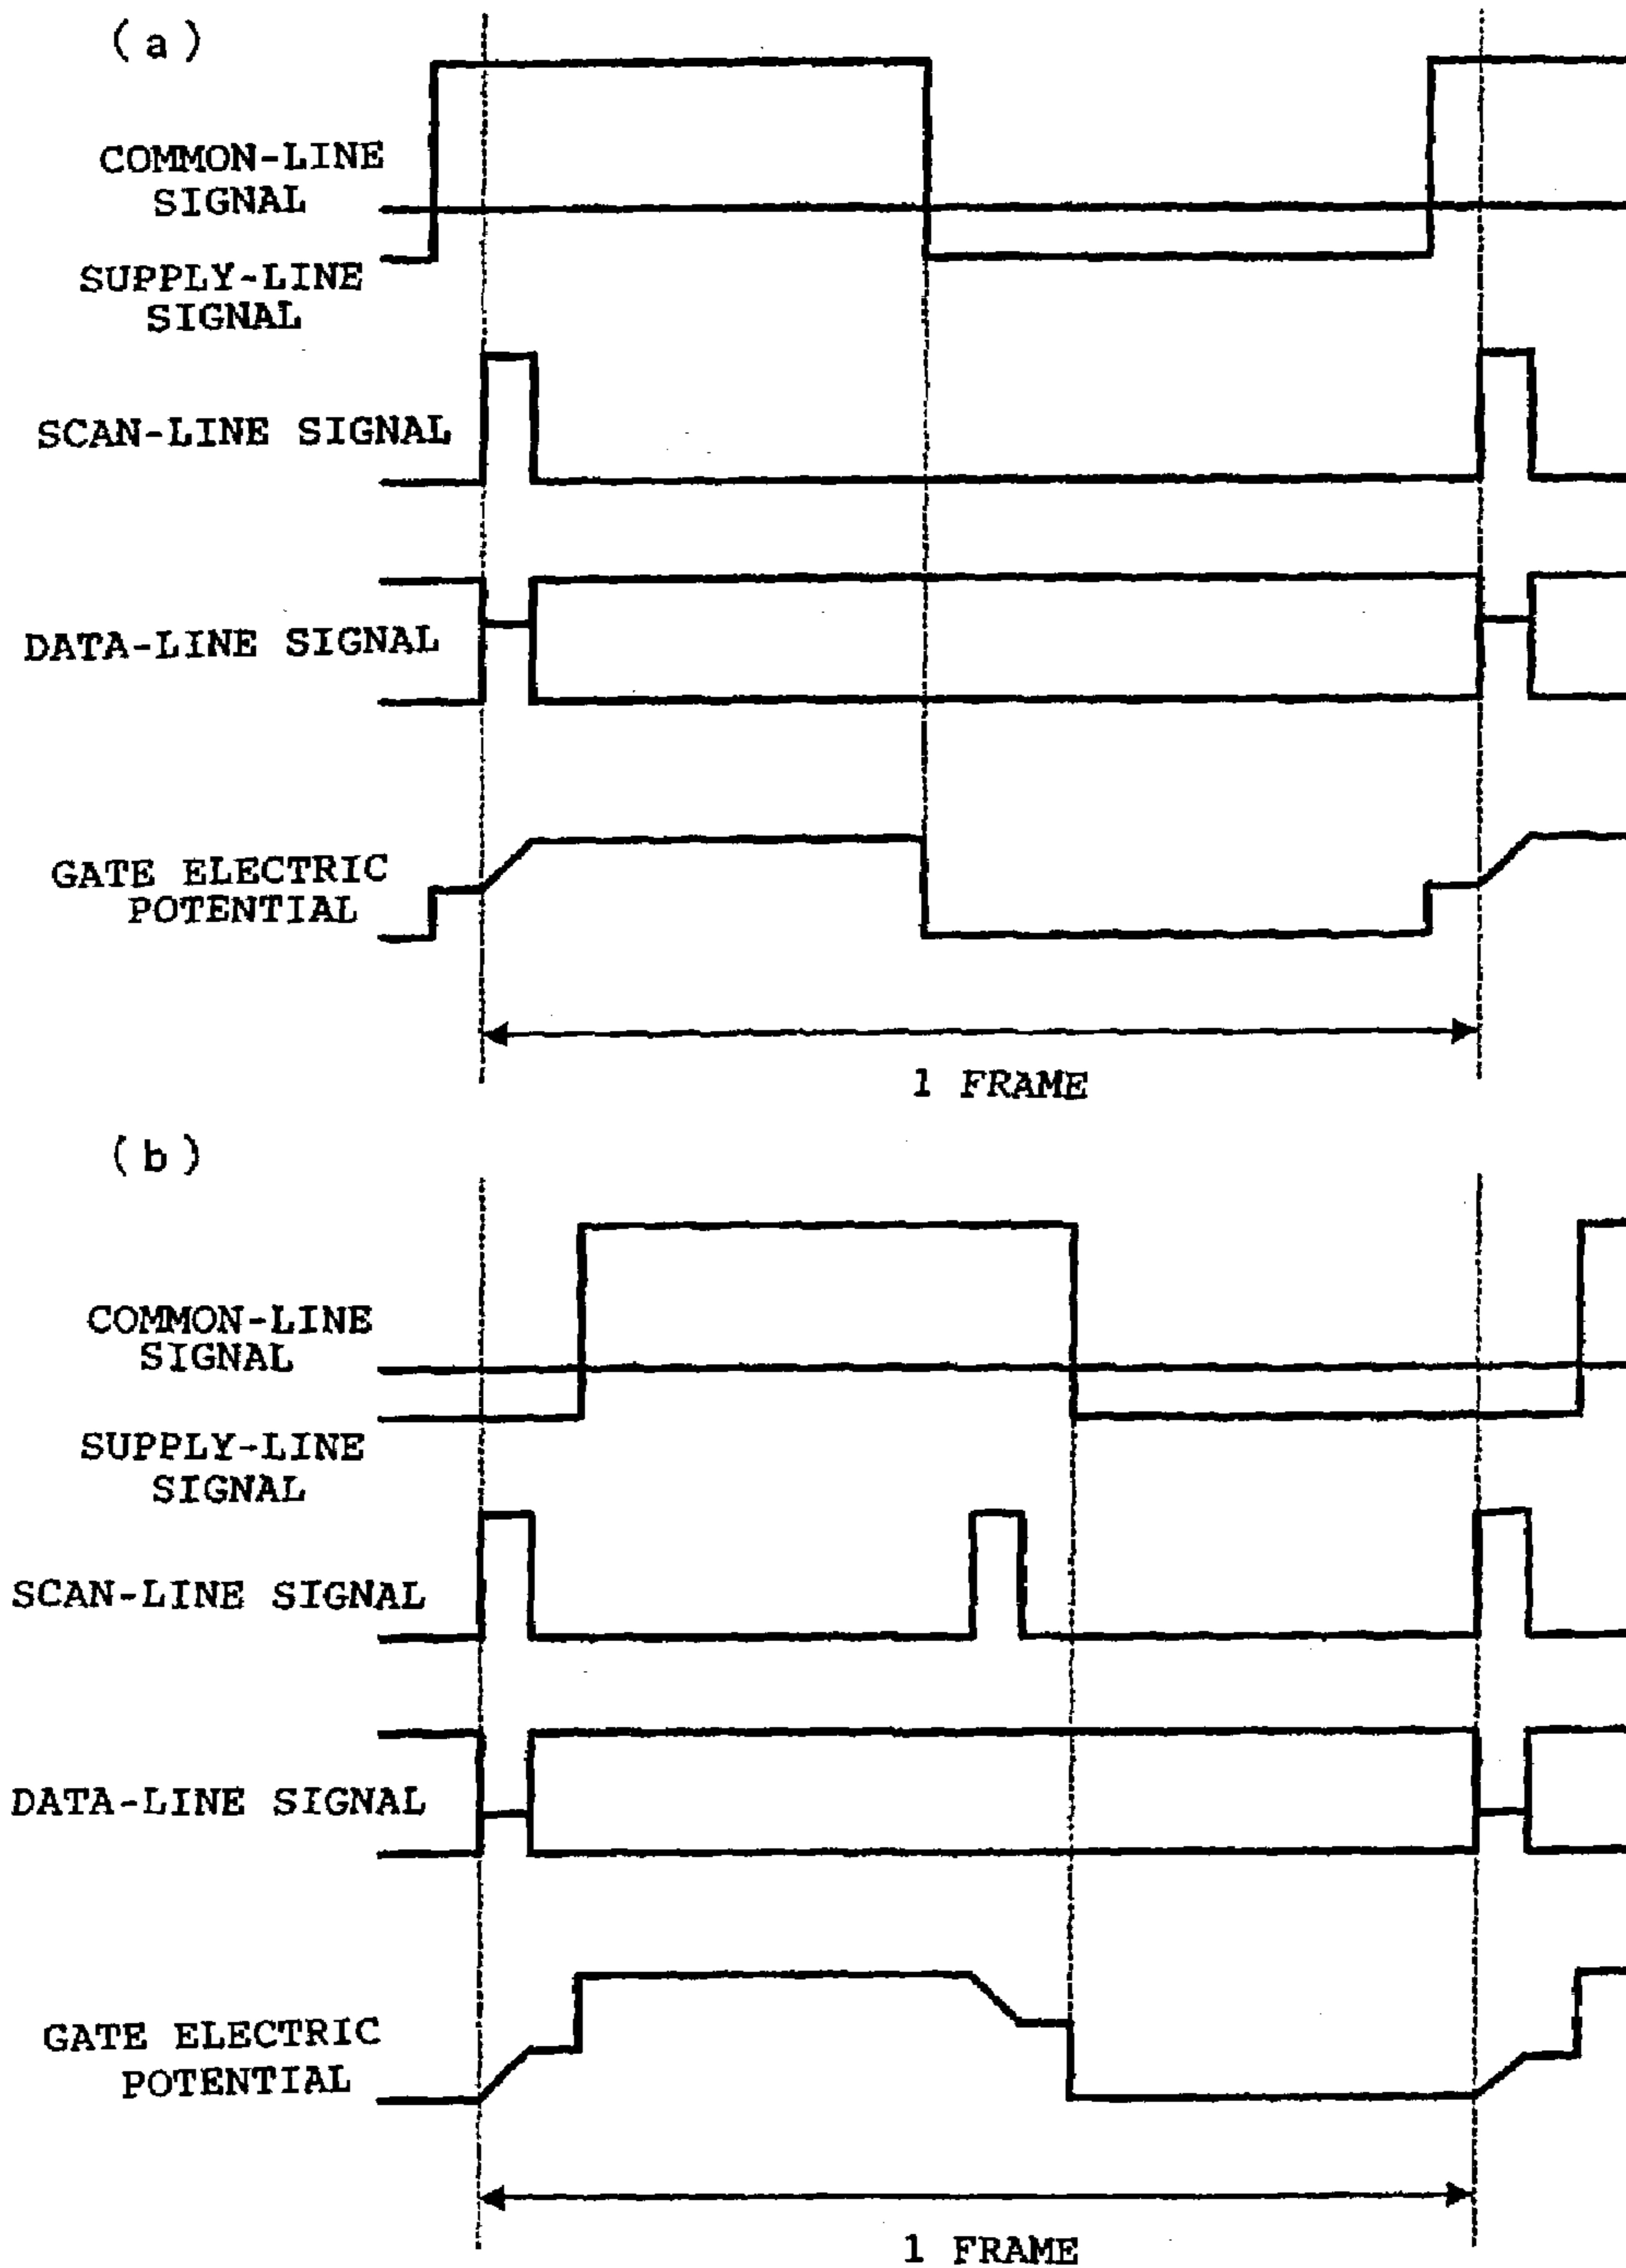 (a)
COMMON-LINE
SIGNAL
SUPPLY-LINE
SIGNAL
SCAN-LINE SIGNAL
DATA-LINE SIGNAL
GATE ELECTRIC
POTENTIAL
1 FRAME
(b)
COMMON-LINE
SIGNAL
SUPPLY-LINE
SIGNAL
SCAN-LINE SIGNAL
DATA-LINE SIGNAL
GATE ELECTRIC
POTENTIAL
1 FRAME